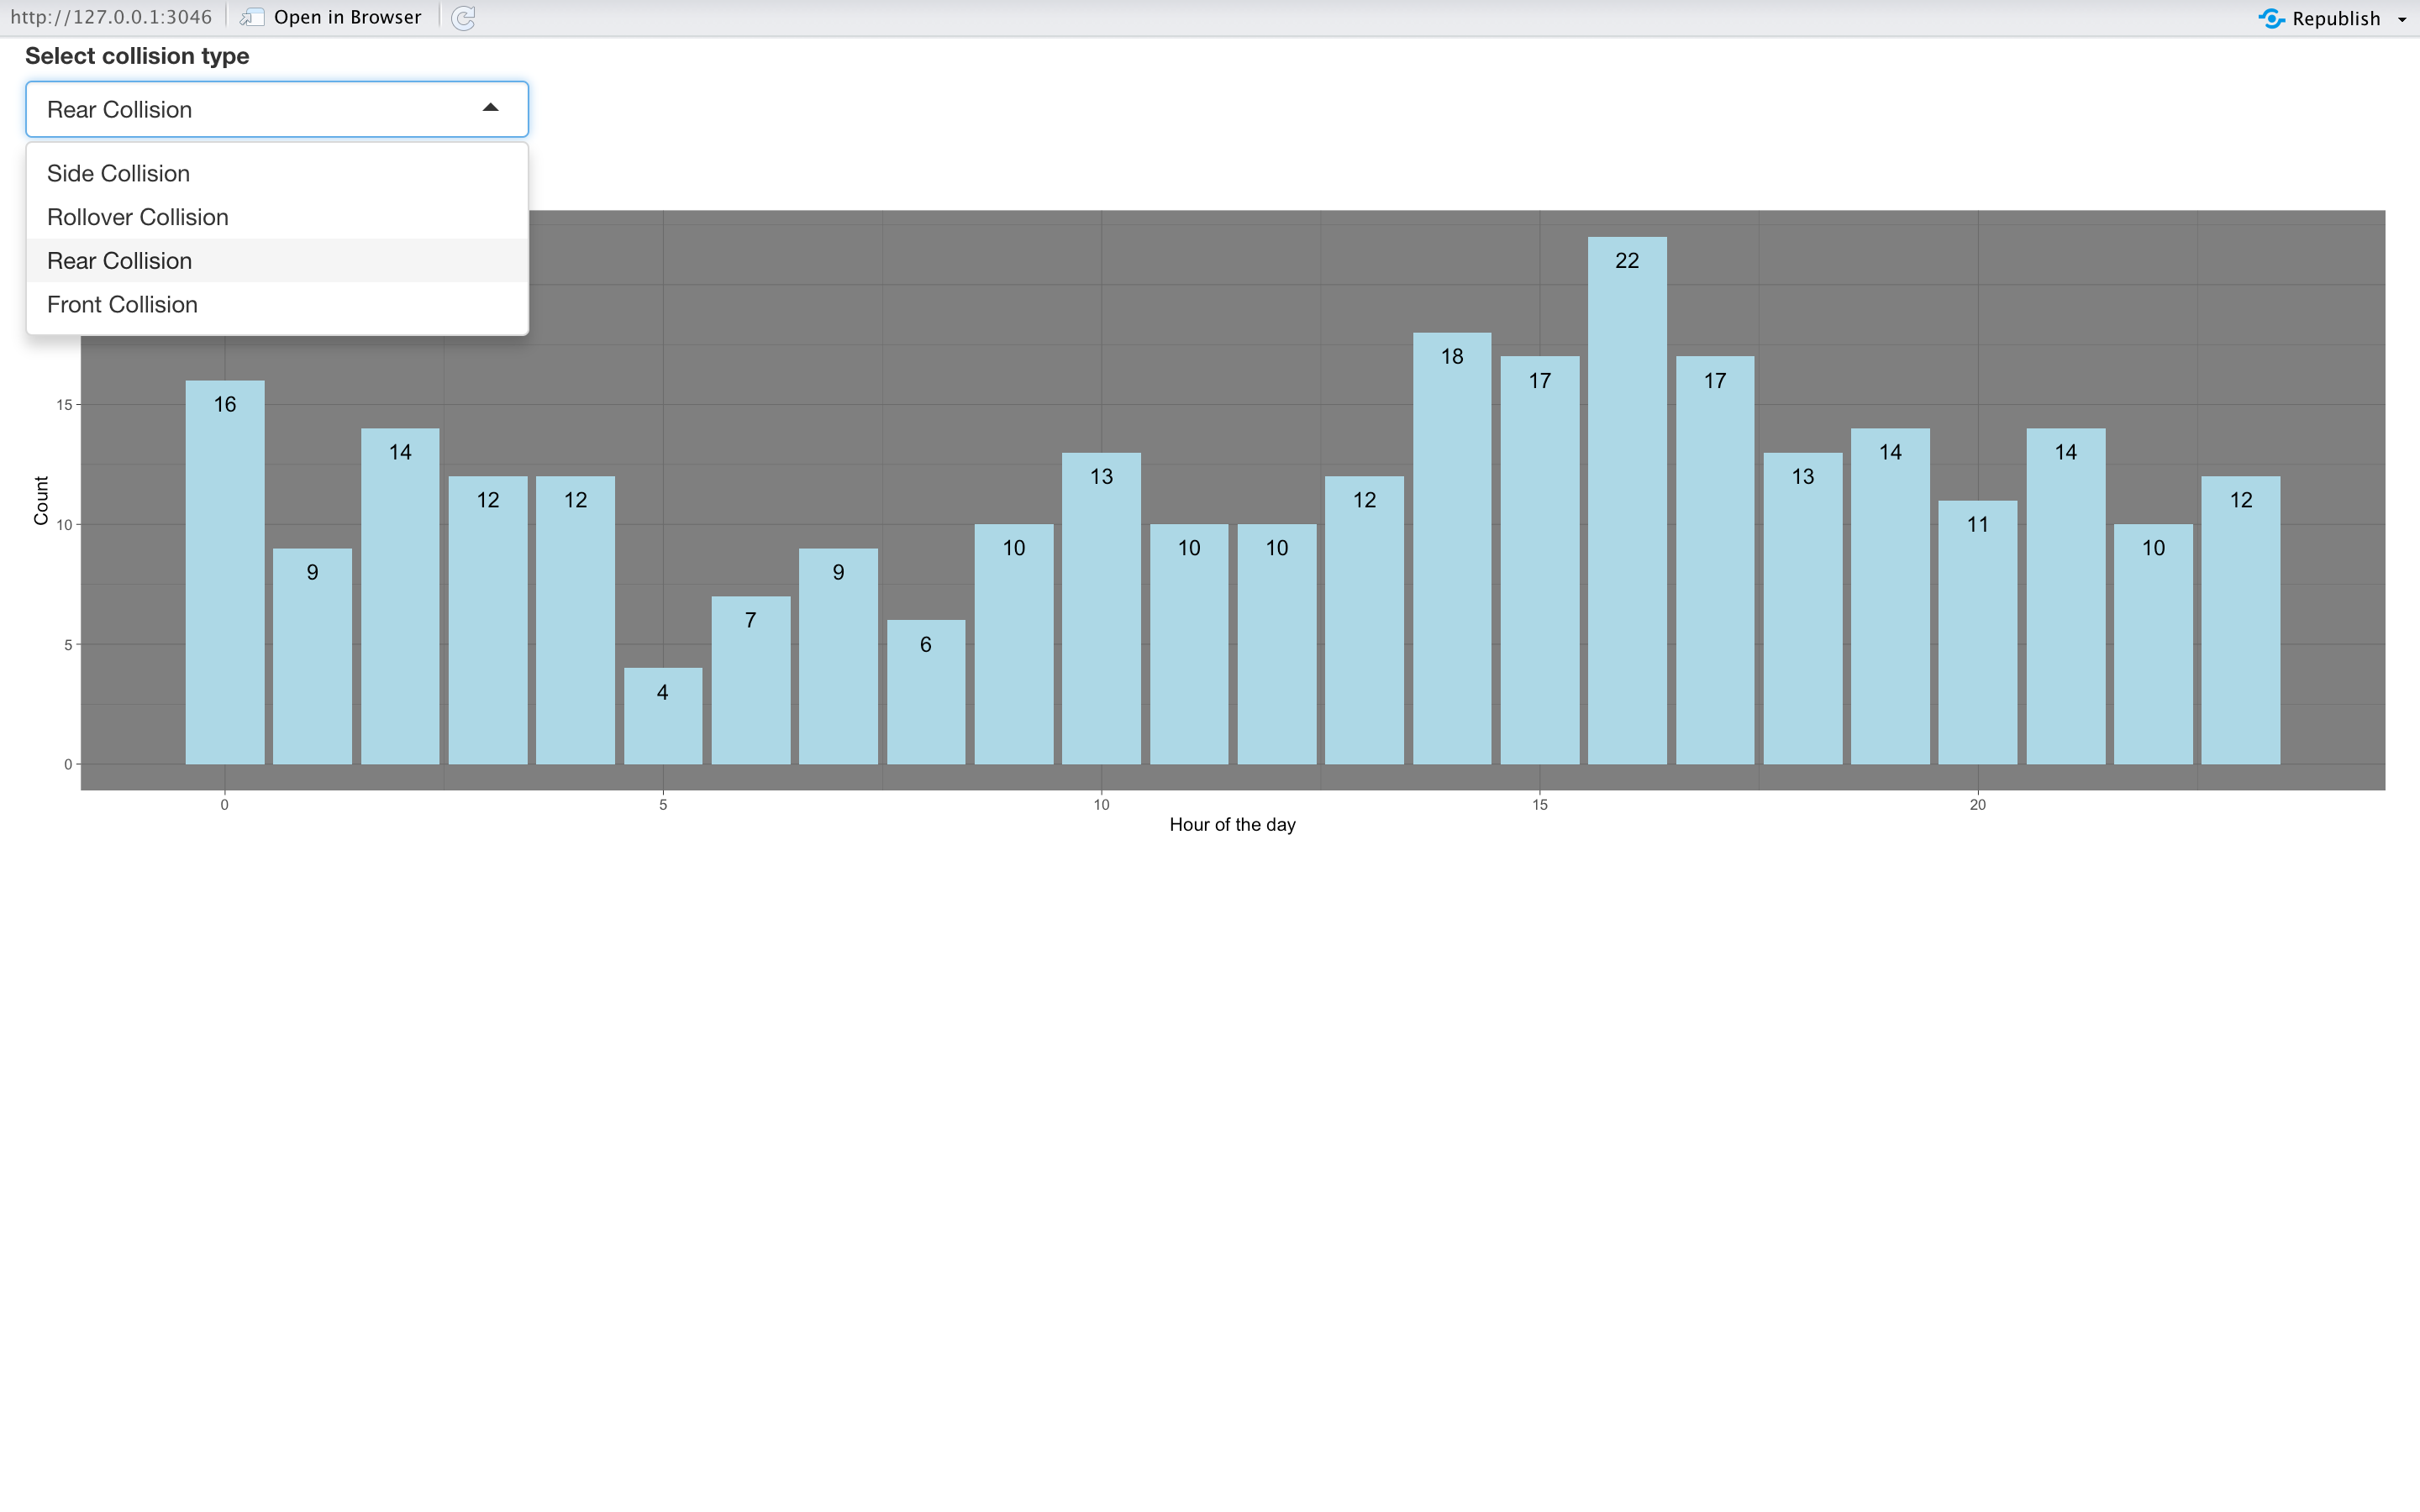 http://127.0.0.1:3046 Open in Browser Republish
Select collision type
Rear Collision
Side Collision
Rollover Collision
Rear Collision
Front Collision
22
18
17
17
16
15
14
14
14
13
13
12
12
12
12
11
10
10
10
10
10
9
9
7
6
5
4
0
0 5 10 15 20
Count
Hour of the day